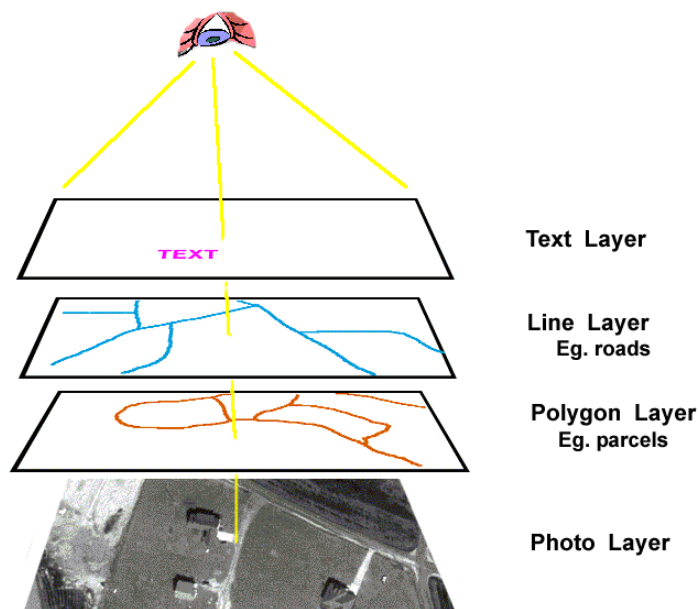 TEXT
Text Layer
Line Layer
Eg. roads
Polygon Layer
Eg. parcels
Photo Layer